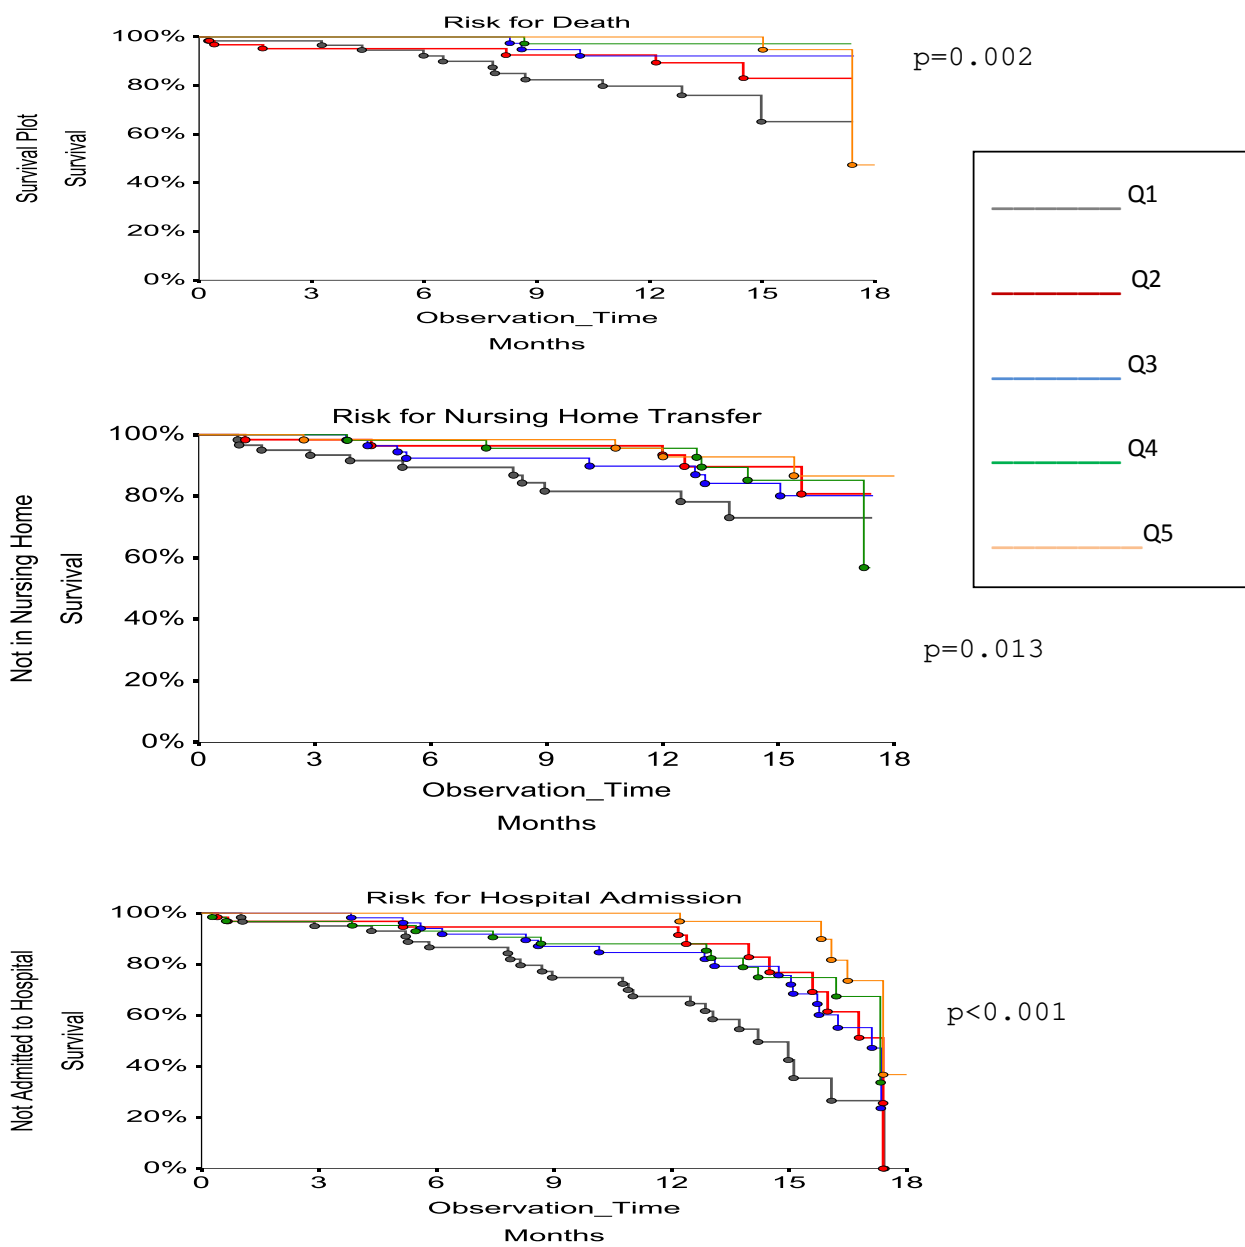 Risk for Death
100%
80%
60%
40%
20%
0%
Survival Plot
Survival
0 3 6 9 12 15 18
Observation_Time
Months
p=0.002
Q1
Q2
Q3
Q4
Q5
Risk for Nursing Home Transfer
100%
80%
60%
40%
20%
0%
Not in Nursing Home
Survival
0 3 6 9 12 15 18
Observation_Time
Months
p=0.013
Risk for Hospital Admission
100%
80%
60%
40%
20%
0%
Not Admitted to Hospital
Survival
0 3 6 9 12 15 18
Observation_Time
Months
p<0.001